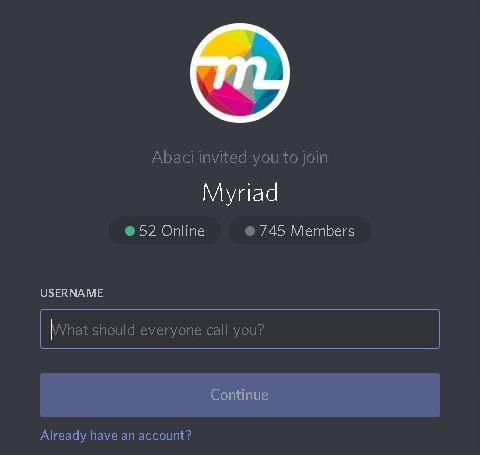 m
Abaci invited you to join
Myriad
52 Online 745 Members
USERNAME
What should everyone call you?
Continue
Already have an account?